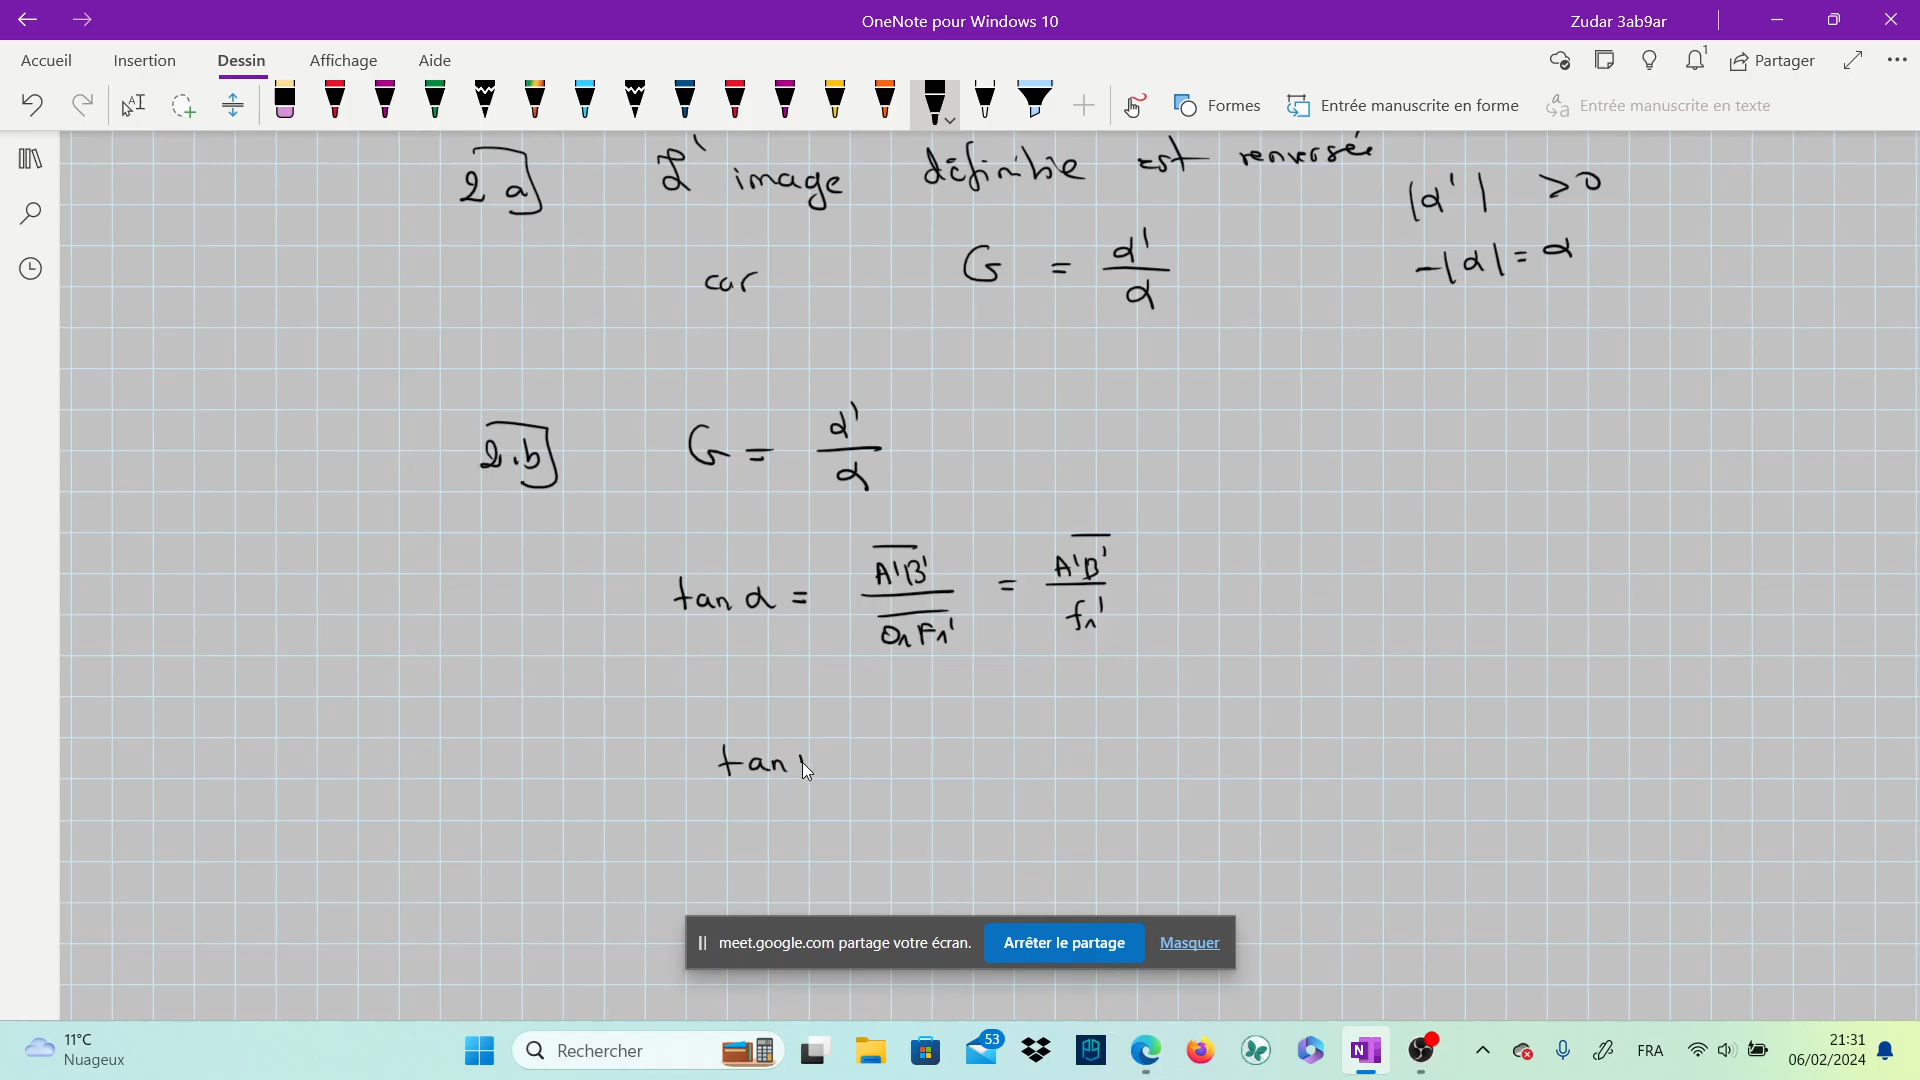 OneNote pour Windows 10
Zudar 3ab9ar
Accueil Insertion Dessin Affichage Aide
1
Partager
Formes
Entrée manuscrite en forme
Entrée manuscrite en texte
2 a) L' image définitive est renversée
|α'| > 0
car G = α' / α
-|α| = α
2.b) G = α' / α
tan α = A'B' / O₁F₁' = A'B' / f₁'
tan
meet.google.com partage votre écran. Arrêter le partage Masquer
11°C
Nuageux
Rechercher
53
FRA
21:31
06/02/2024